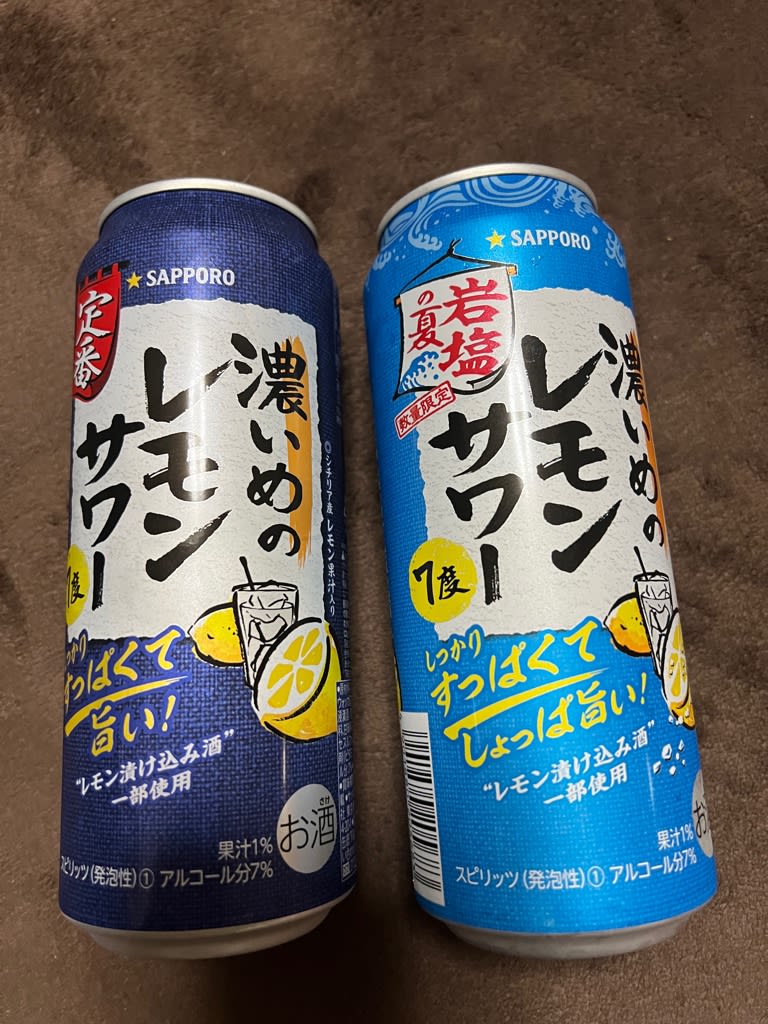 SAPPORO
定番
濃いめの
レモン
サワー
7度
シチリア産レモン果汁入り
しっかり
すっぱくて
旨い!
"レモン漬け込み酒"
一部使用
さけ
お酒
果汁1%
スピリッツ(発泡性)① アルコール分7%
SAPPORO
岩塩
の夏
数量限定
濃いめの
レモン
サワー
7度
しっかり
すっぱくて
しょっぱ旨い!
"レモン漬け込み酒"
一部使用
お
果汁1%
スピリッツ(発泡性)① アルコール分7%